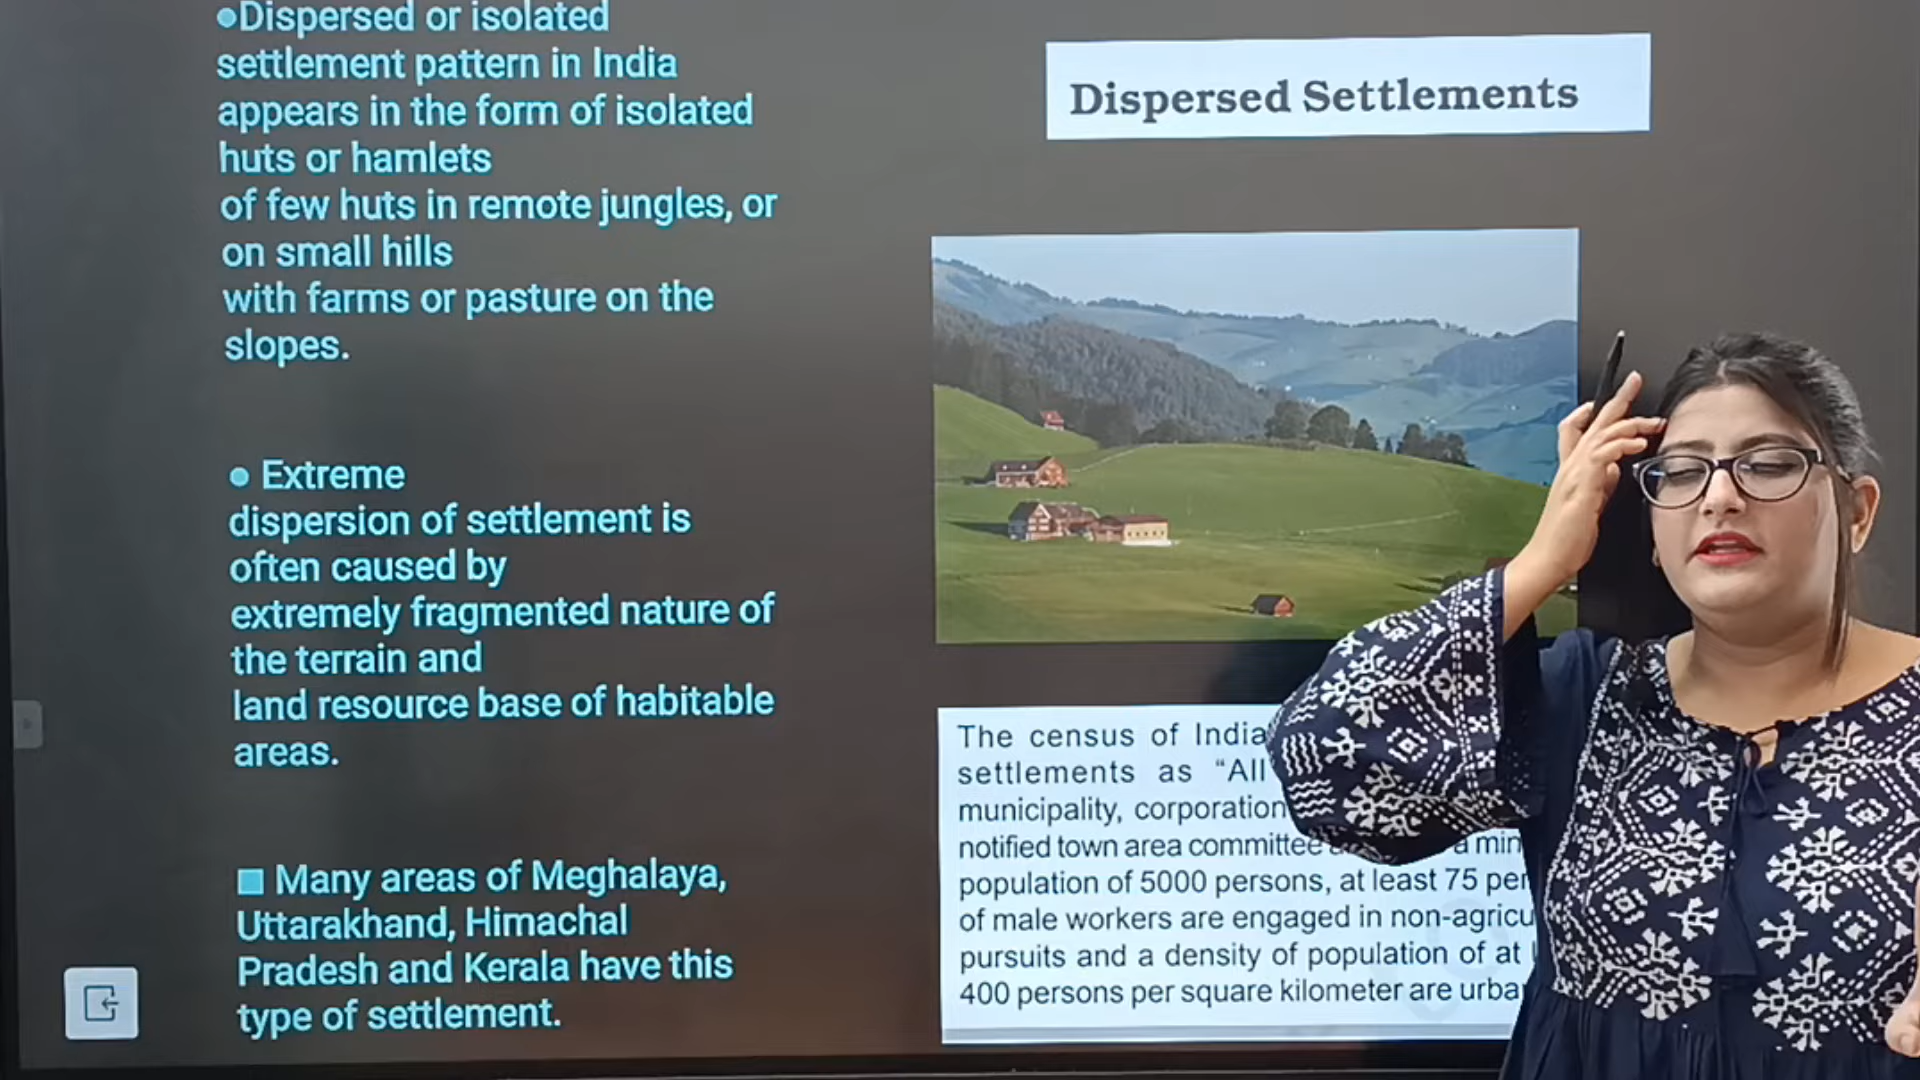 ●Dispersed or isolated
settlement pattern in India
appears in the form of isolated
huts or hamlets
of few huts in remote jungles, or
on small hills
with farms or pasture on the
slopes.
● Extreme
dispersion of settlement is
often caused by
extremely fragmented nature of
the terrain and
land resource base of habitable
areas.
■ Many areas of Meghalaya,
Uttarakhand, Himachal
Pradesh and Kerala have this
type of settlement.
Dispersed Settlements
The census of India
settlements as “All
municipality, corporation
notified town area committee
population of 5000 persons, at least 75
of male workers are engaged in
pursuits and a density of population of at
400 persons per square kilometer are